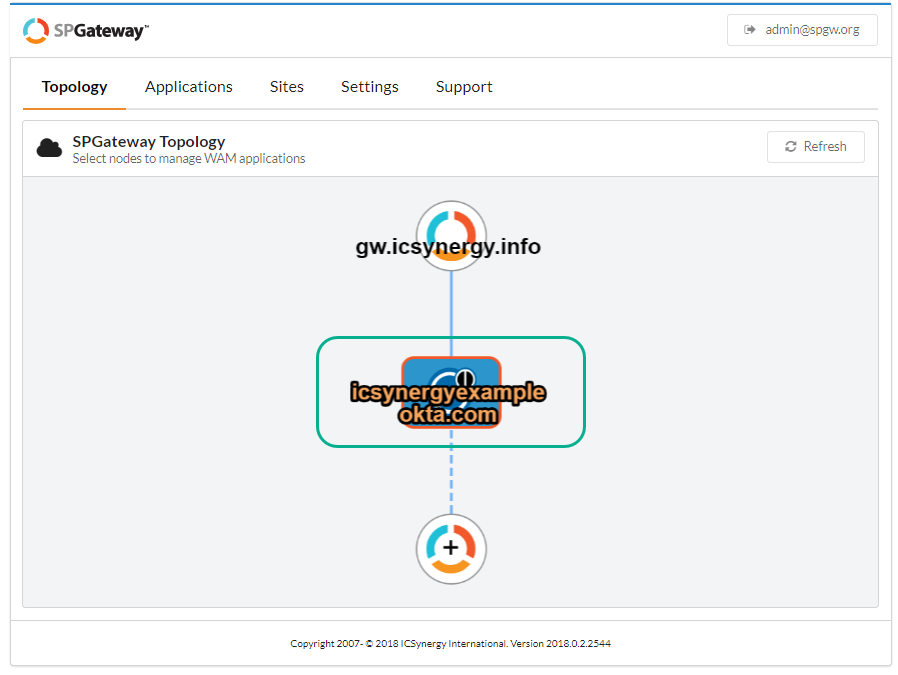 SPGateway™
admin@spgw.org
Topology Applications Sites Settings Support
SPGateway Topology
Select nodes to manage WAM applications
Refresh
gw.icsynergy.info
icsynergyexample
okta.com
+
Copyright 2007- © 2018 ICSynergy International. Version 2018.0.2.2544